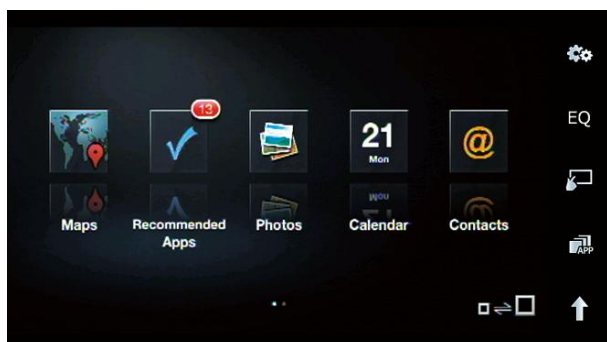 13
21
Mon
@
Maps
Recommended
Apps
Photos
Calendar
Contacts
EQ
APP